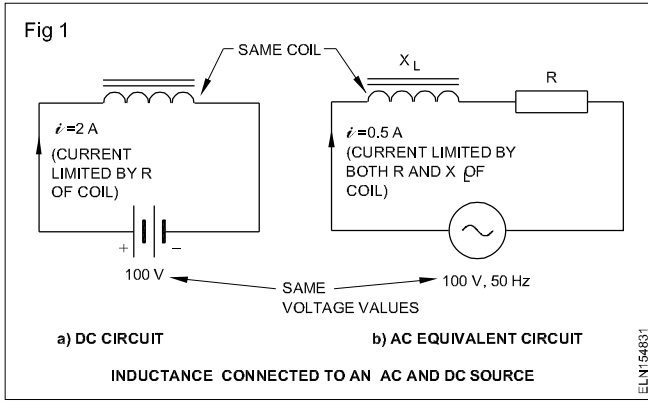 Fig 1
SAME COIL
X L
R
i =2 A
(CURRENT
LIMITED BY R
OF COIL)
+ −
100 V
i =0.5 A
(CURRENT LIMITED BY
BOTH R AND X L OF
COIL)
100 V, 50 Hz
SAME
VOLTAGE VALUES
a) DC CIRCUIT
b) AC EQUIVALENT CIRCUIT
INDUCTANCE CONNECTED TO AN AC AND DC SOURCE
ELN154831